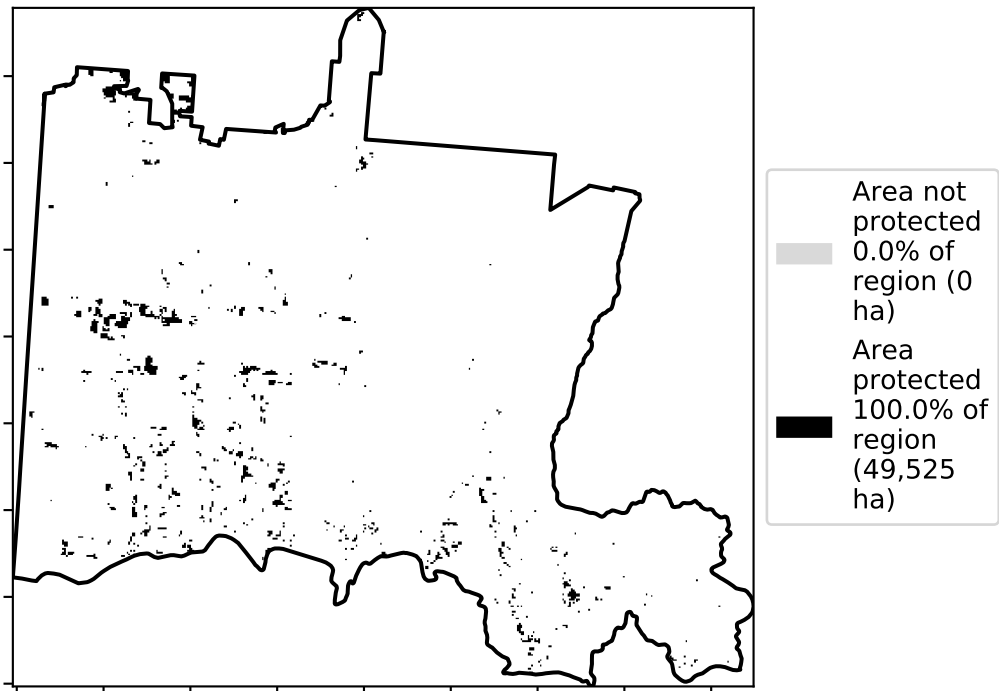 Area not
protected
0.0% of
region (0
ha)
Area
protected
100.0% of
region
(49,525
ha)